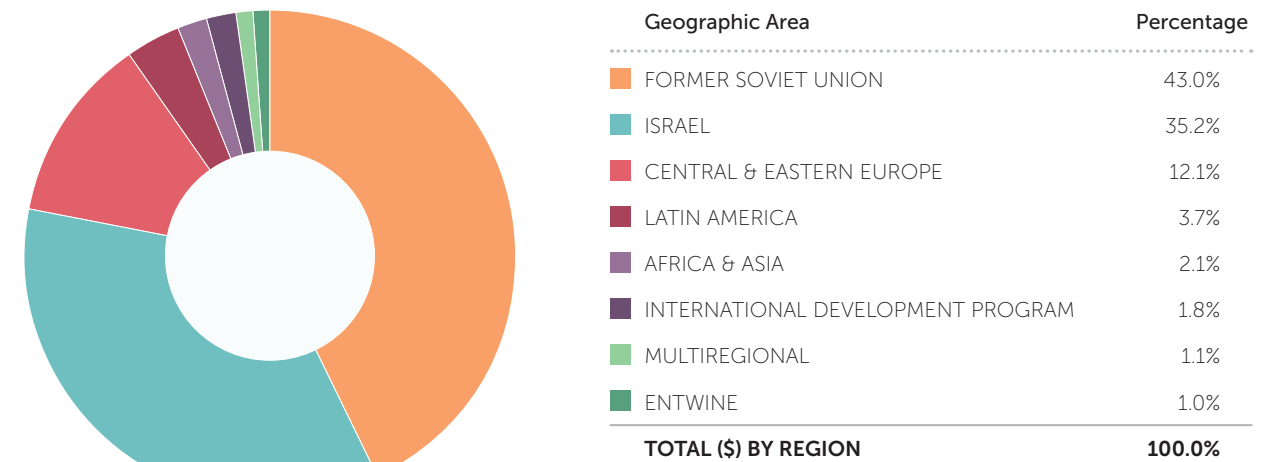 Geographic Area Percentage
FORMER SOVIET UNION 43.0%
ISRAEL 35.2%
CENTRAL & EASTERN EUROPE 12.1%
LATIN AMERICA 3.7%
AFRICA & ASIA 2.1%
INTERNATIONAL DEVELOPMENT PROGRAM 1.8%
MULTIREGIONAL 1.1%
ENTWINE 1.0%
TOTAL ($) BY REGION 100.0%